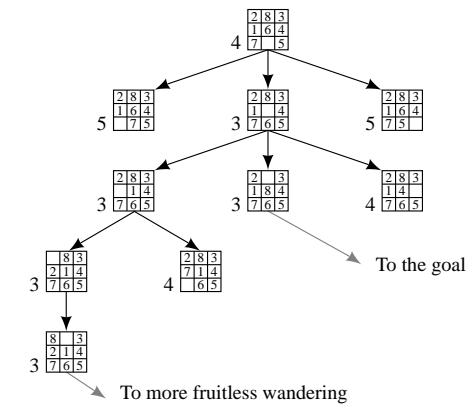 2 8 3
1 6 4
4 7 5
2 8 3 2 8 3 2 8 3
1 6 4 1 4 1 6 4
5 7 5 3 7 6 5 5 7 5
2 8 3 2 3 2 8 3
1 4 1 8 4 1 4
3 7 6 5 3 7 6 5 4 7 6 5
To the goal
8 3 2 8 3
2 1 4 7 1 4
3 7 6 5 4 6 5
8 3
2 1 4
3 7 6 5
To more fruitless wandering